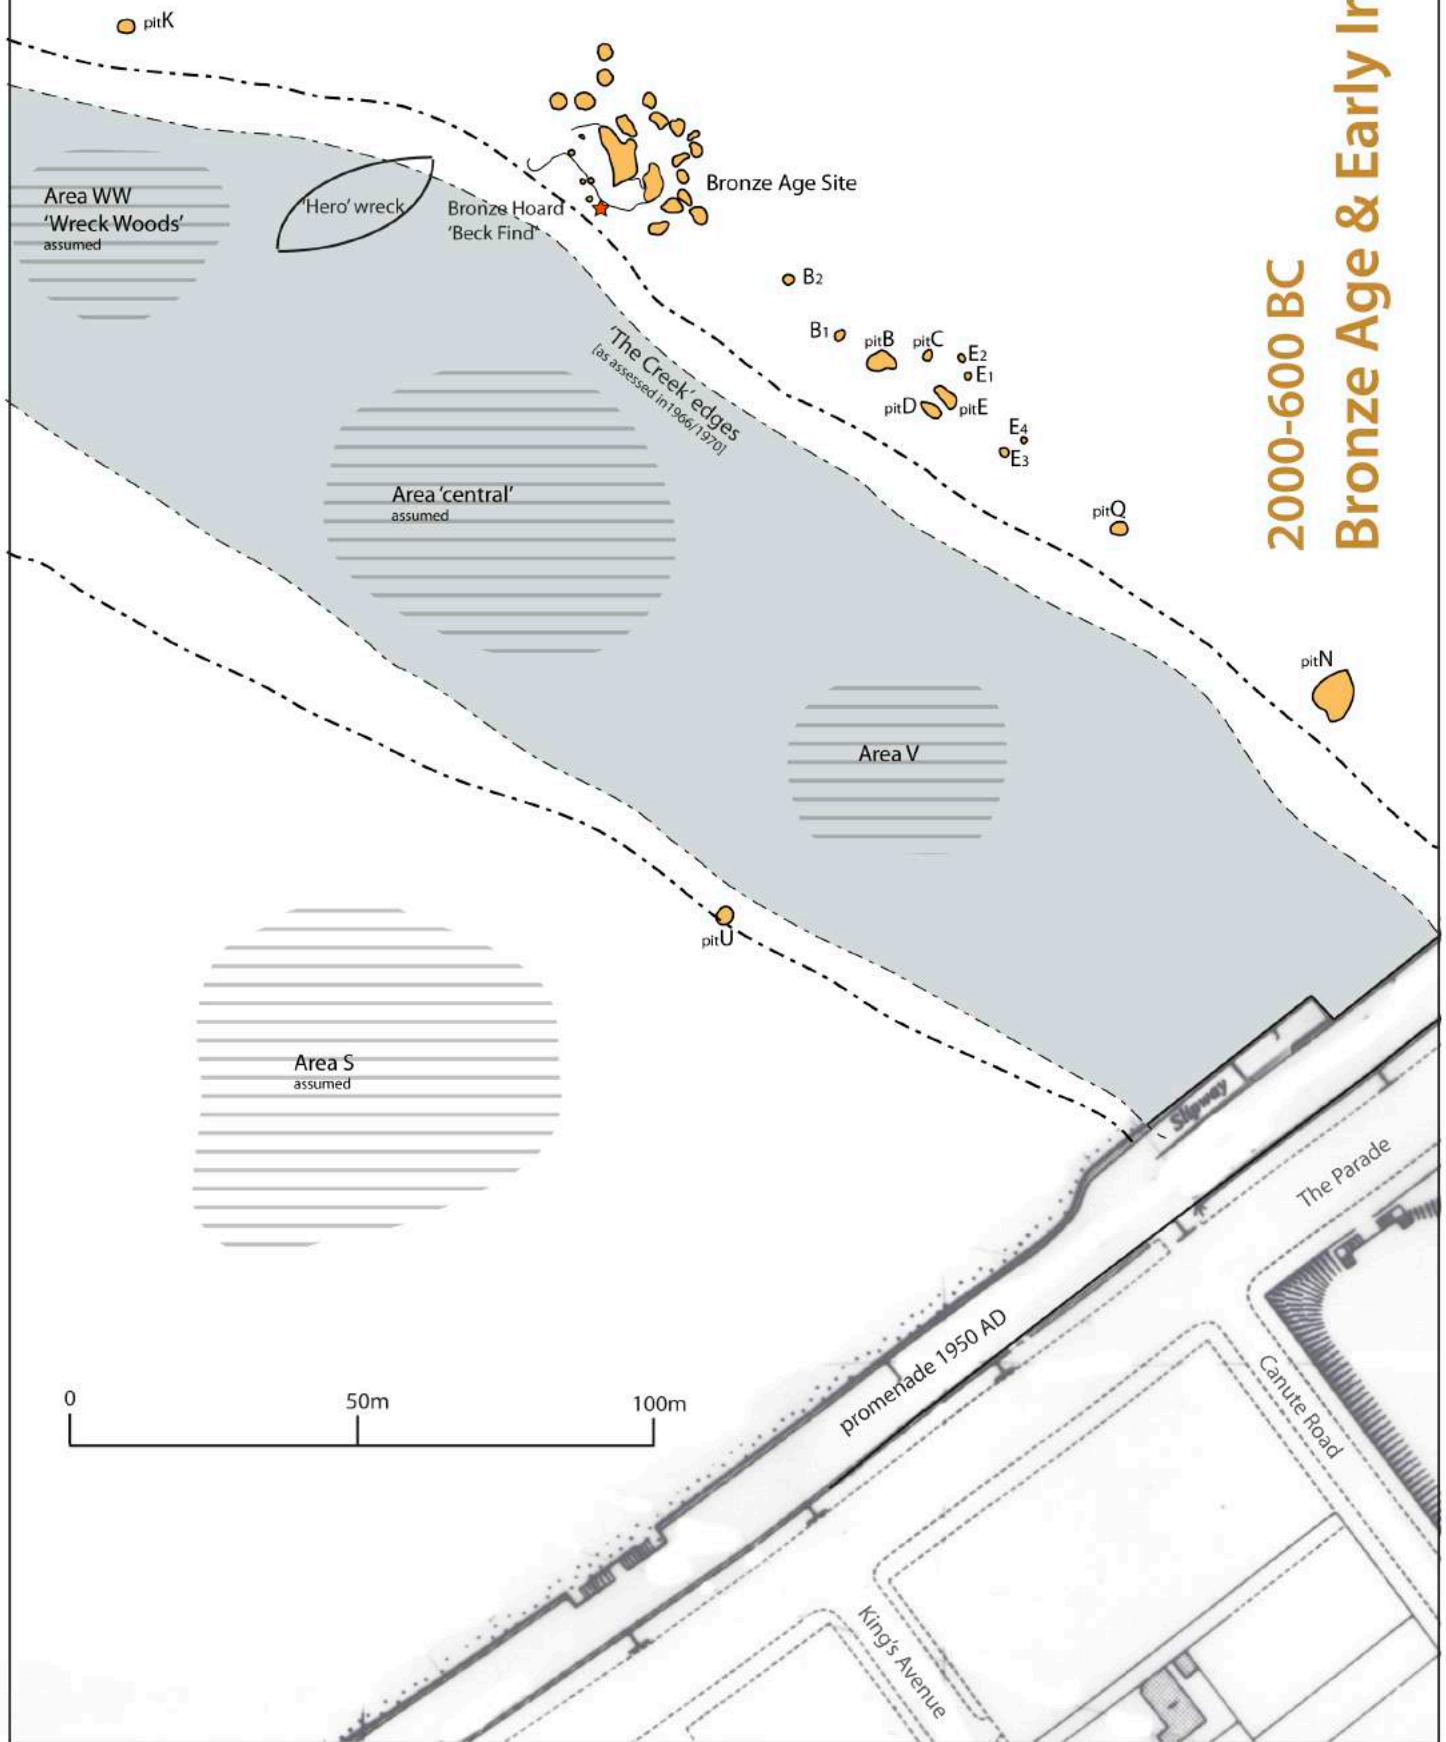 pitK
Bronze Age Site
Area WW
'Wreck Woods'
assumed
'Hero' wreck
Bronze Hoard
'Beck Find'
B2
B1
pitB
pitC
E2
E1
pitD
pitE
E4
E3
'The Creek' edges
[as assessed in1966/1970]
Area 'central'
assumed
pitQ
2000-600 BC
Bronze Age & Early Ir
pitN
Area V
pitU
Area S
assumed
Slipway
The Parade
promenade 1950 AD
Canute Road
0
50m
100m
King's Avenue